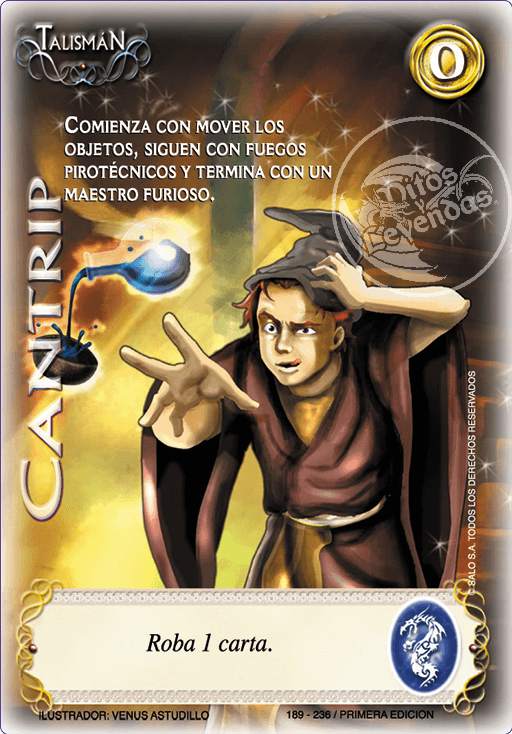 TALISMÁN
0
COMIENZA CON MOVER LOS
OBJETOS, SIGUEN CON FUEGOS
PIROTÉCNICOS Y TERMINA CON UN
MAESTRO FURIOSO.
Mitos
y
Leyendas
CANTRIP
© SALO S.A. TODOS LOS DERECHOS RESERVADOS
Roba 1 carta.
ILUSTRADOR: VENUS ASTUDILLO
189 - 236 / PRIMERA EDICION